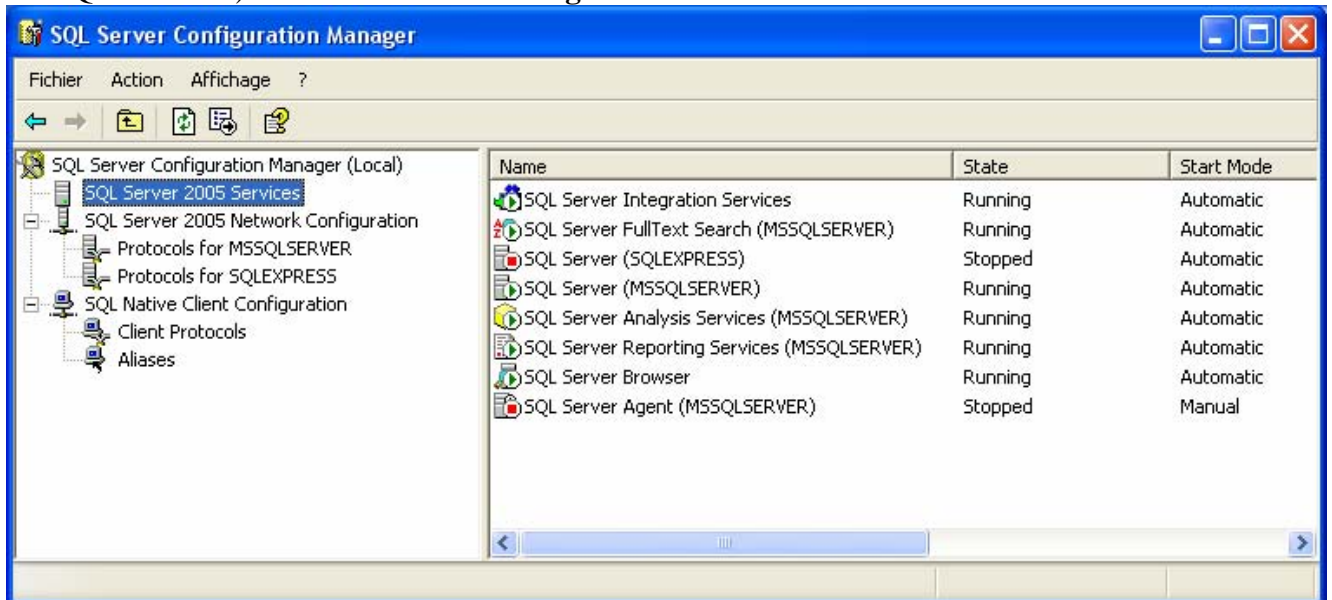 SQL Server Configuration Manager
Fichier Action Affichage ?
SQL Server Configuration Manager (Local)
SQL Server 2005 Services
SQL Server 2005 Network Configuration
Protocols for MSSQLSERVER
Protocols for SQLEXPRESS
SQL Native Client Configuration
Client Protocols
Aliases
Name State Start Mode
SQL Server Integration Services Running Automatic
SQL Server FullText Search (MSSQLSERVER) Running Automatic
SQL Server (SQLEXPRESS) Stopped Automatic
SQL Server (MSSQLSERVER) Running Automatic
SQL Server Analysis Services (MSSQLSERVER) Running Automatic
SQL Server Reporting Services (MSSQLSERVER) Running Automatic
SQL Server Browser Running Automatic
SQL Server Agent (MSSQLSERVER) Stopped Manual